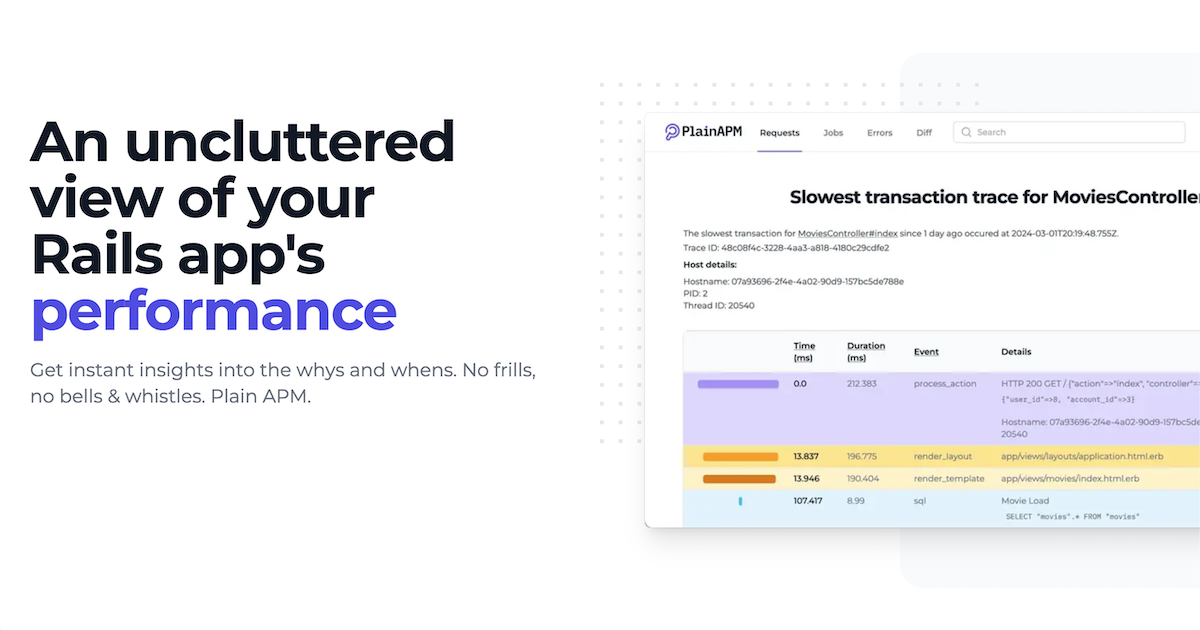 An uncluttered
view of your
Rails app's
performance
Get instant insights into the whys and whens. No frills,
no bells & whistles. Plain APM.
PlainAPM Requests Jobs Errors Diff Search
Slowest transaction trace for MoviesController
The slowest transaction for MoviesController#index since 1 day ago occured at 2024-03-01T20:19:48.755Z.
Trace ID: 48c08f4c-3228-4aa3-a818-4180c29cdfe2
Host details:
Hostname: 07a93696-2f4e-4a02-90d9-157bc5de788e
PID: 2
Thread ID: 20540
Time (ms) Duration (ms) Event Details
0.0 212.383 process_action HTTP 200 GET / {"action"=>"index", "controller"=>
{"user_id"=>8, "account_id"=>3}
Hostname: 07a93696-2f4e-4a02-90d9-157bc5de
20540
13.837 196.775 render_layout app/views/layouts/application.html.erb
13.946 190.404 render_template app/views/movies/index.html.erb
107.417 8.99 sql Movie Load
SELECT "movies".* FROM "movies"